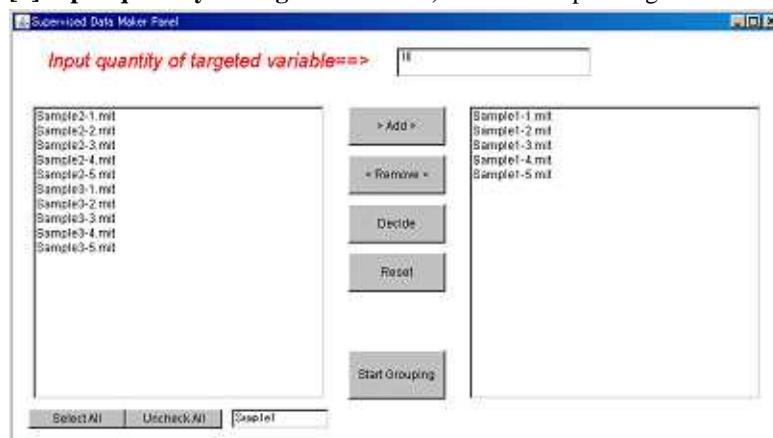 Supervised Data Maker Panel
Input quantity of targeted variable==>
Sample2-1.mit
Sample2-2.mit
Sample2-3.mit
Sample2-4.mit
Sample2-5.mit
Sample3-1.mit
Sample3-2.mit
Sample3-3.mit
Sample3-4.mit
Sample3-5.mit
> Add >
< Remove <
Decide
Reset
Start Grouping
Sample1-1.mit
Sample1-2.mit
Sample1-3.mit
Sample1-4.mit
Sample1-5.mit
Select All
Uncheck All
Sample1